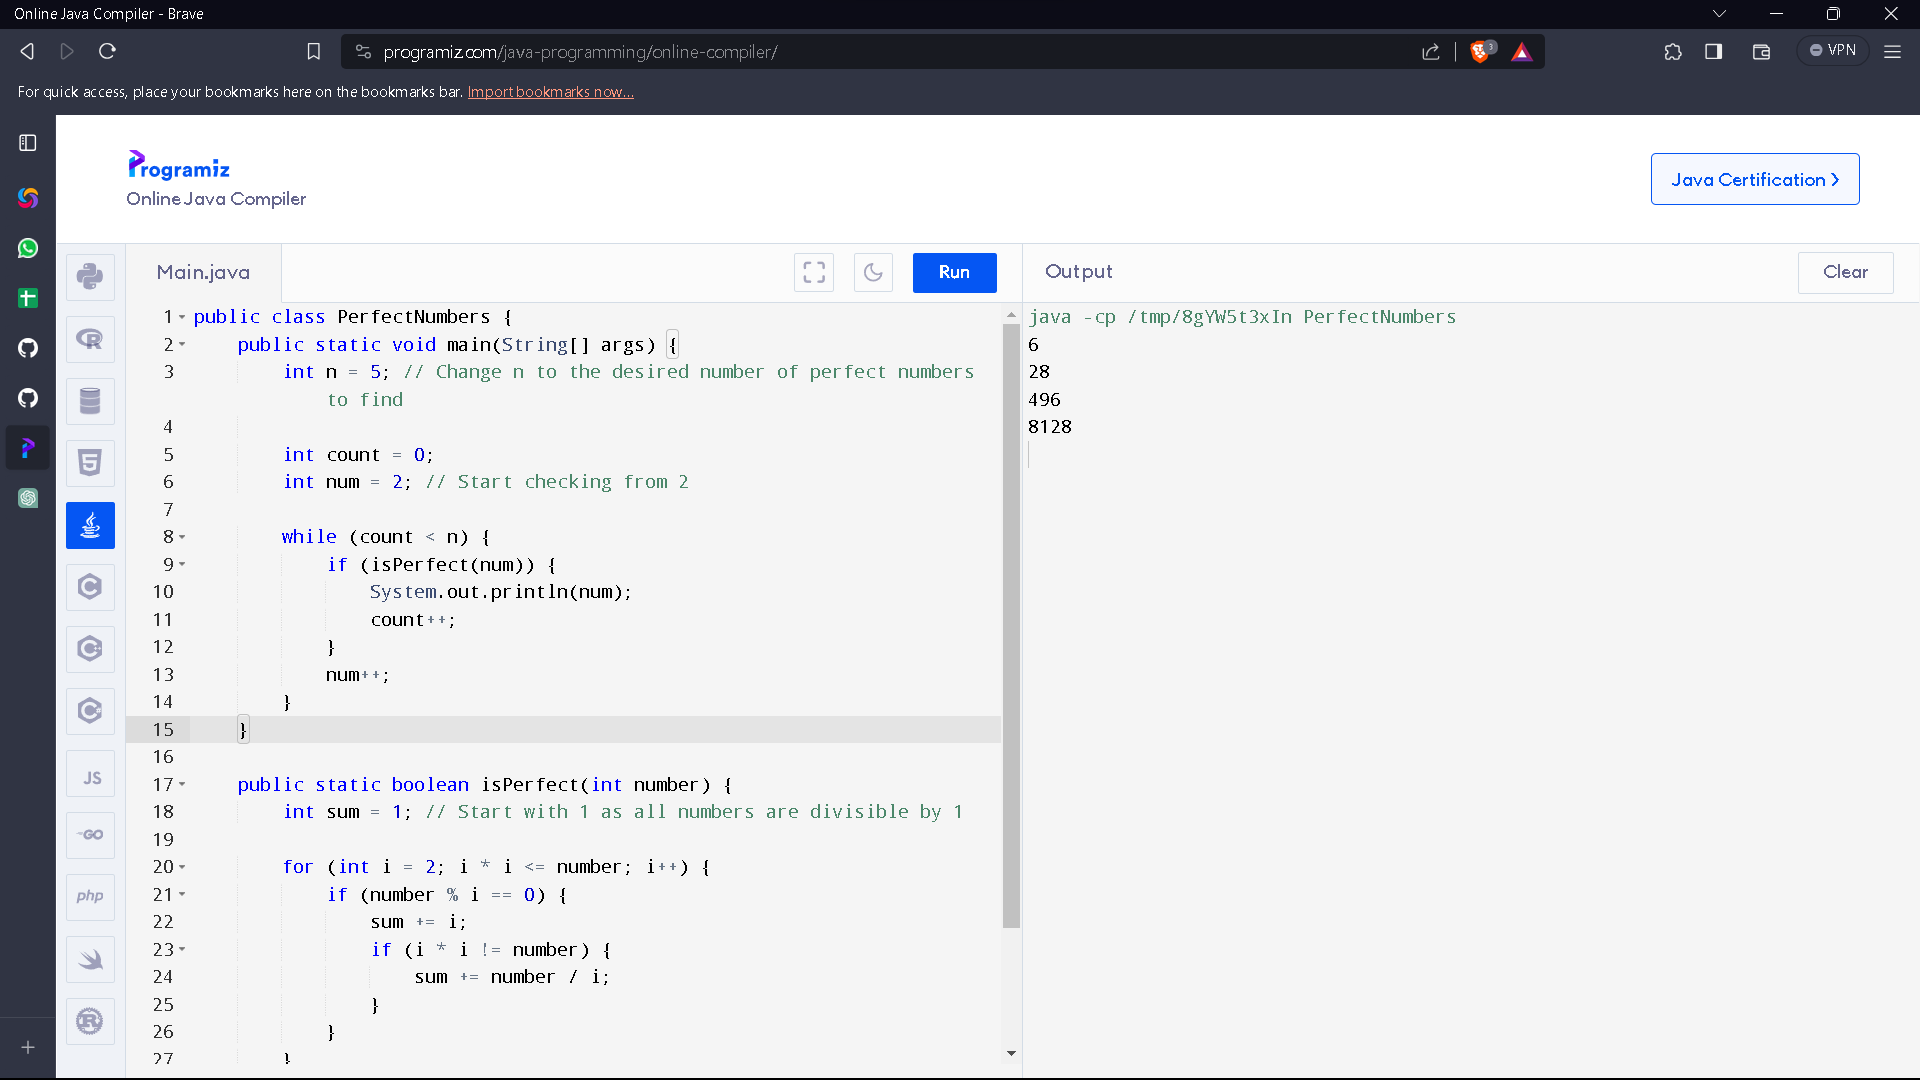 Online Java Compiler - Brave
programiz.com/java-programming/online-compiler/
3
VPN
For quick access, place your bookmarks here on the bookmarks bar. Import bookmarks now...
Programiz
Online Java Compiler
Java Certification
Main.java
Run
Output
Clear
1 public class PerfectNumbers {
2     public static void main(String[] args) {
3         int n = 5; // Change n to the desired number of perfect numbers
            to find
4
5         int count = 0;
6         int num = 2; // Start checking from 2
7
8         while (count < n) {
9             if (isPerfect(num)) {
10                 System.out.println(num);
11                 count++;
12             }
13             num++;
14         }
15     }
16
17     public static boolean isPerfect(int number) {
18         int sum = 1; // Start with 1 as all numbers are divisible by 1
19
20         for (int i = 2; i * i <= number; i++) {
21             if (number % i == 0) {
22                 sum += i;
23                 if (i * i != number) {
24                     sum += number / i;
25                 }
26             }
27         }
java -cp /tmp/8gYW5t3xIn PerfectNumbers
6
28
496
8128
R
5
C
C
C
JS
GO
php
R